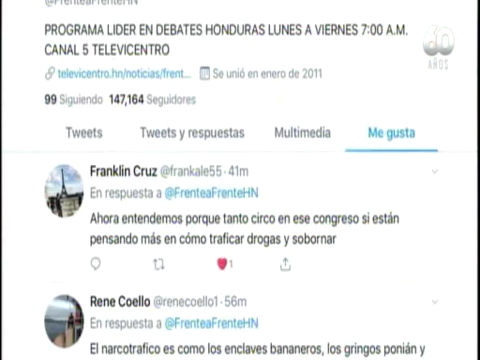 @FrenteaFrenteHN
PROGRAMA LIDER EN DEBATES HONDURAS LUNES A VIERNES 7:00 A.M.
CANAL 5 TELEVICENTRO
televicentro.hn/noticias/frent... Se unió en enero de 2011
99 Siguiendo 147,164 Seguidores
60
AÑOS
Tweets Tweets y respuestas Multimedia Me gusta
Franklin Cruz @frankale55 · 41m
En respuesta a @FrenteaFrenteHN
Ahora entendemos porque tanto circo en ese congreso si están
pensando más en cómo traficar drogas y sobornar
1
Rene Coello @renecoello1 · 56m
En respuesta a @FrenteaFrenteHN
El narcotrafico es como los enclaves bananeros, los gringos ponián y